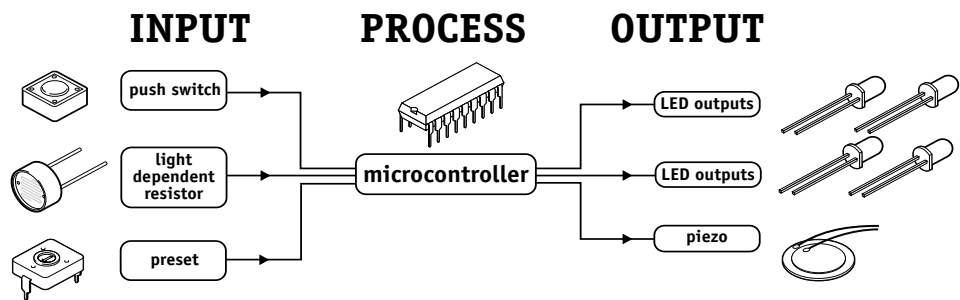 INPUT PROCESS OUTPUT
push switch
light
dependent
resistor
preset
microcontroller
LED outputs
LED outputs
piezo